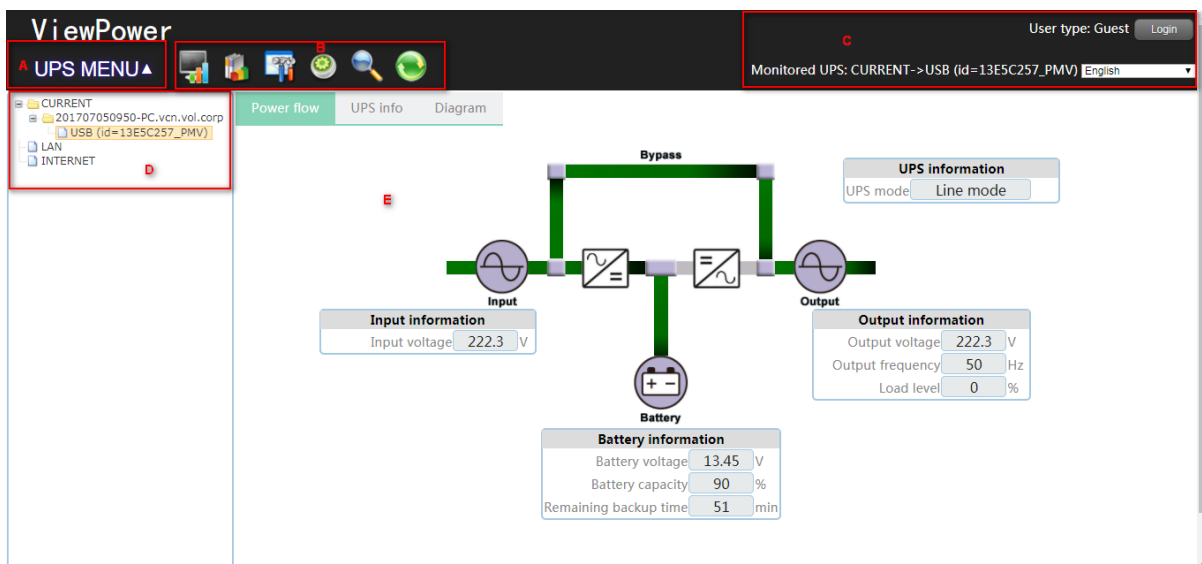 ViewPower
User type: Guest Login
A UPS MENU▲
B
C
Monitored UPS: CURRENT->USB (id=13E5C257_PMV) English
CURRENT
201707050950-PC.vcn.vol.corp
USB (id=13E5C257_PMV)
LAN
INTERNET
D
Power flow UPS info Diagram
E
Bypass
UPS information
UPS mode Line mode
Input
Output
Input information
Input voltage 222.3 V
Output information
Output voltage 222.3 V
Output frequency 50 Hz
Load level 0 %
+ −
Battery
Battery information
Battery voltage 13.45 V
Battery capacity 90 %
Remaining backup time 51 min